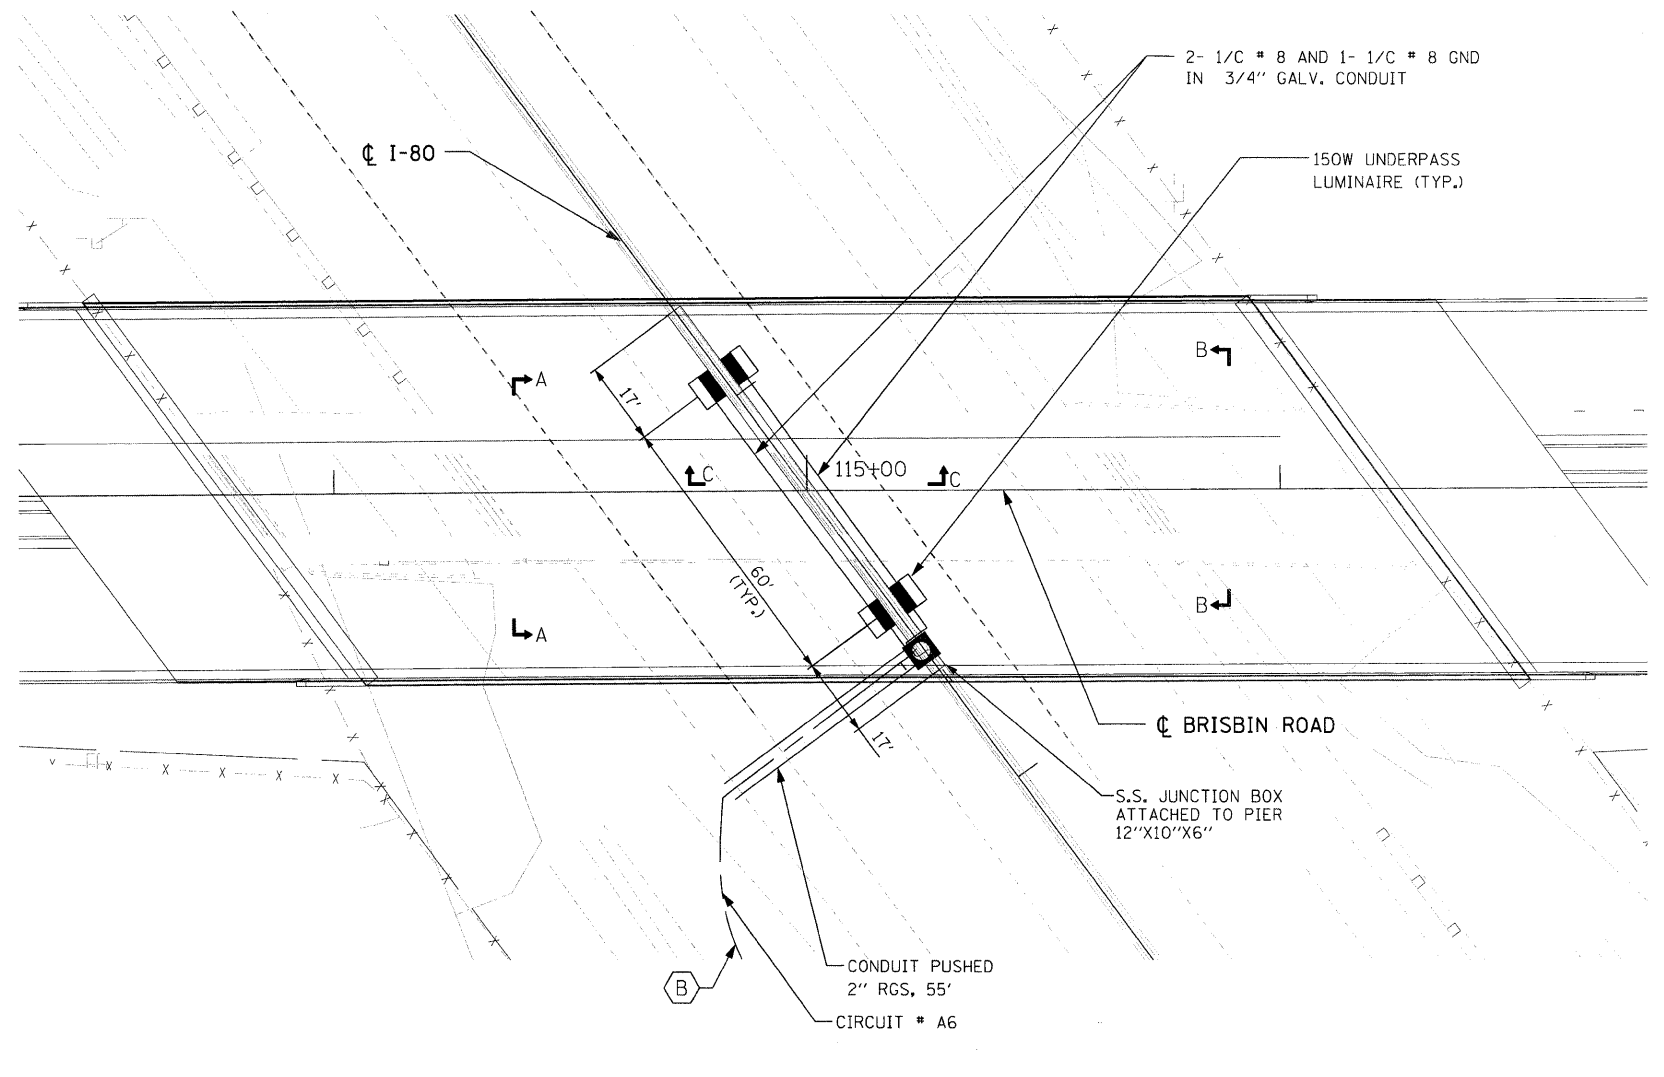 2- 1/C # 8 AND 1- 1/C # 8 GND
IN 3/4" GALV. CONDUIT
℄ I-80
150W UNDERPASS
LUMINAIRE (TYP.)
B
A
17'
C
115+00
C
60'
(TYP.)
B
A
17'
℄ BRISBIN ROAD
S.S. JUNCTION BOX
ATTACHED TO PIER
12"X10"X6"
CONDUIT PUSHED
2" RGS, 55'
B
CIRCUIT # A6